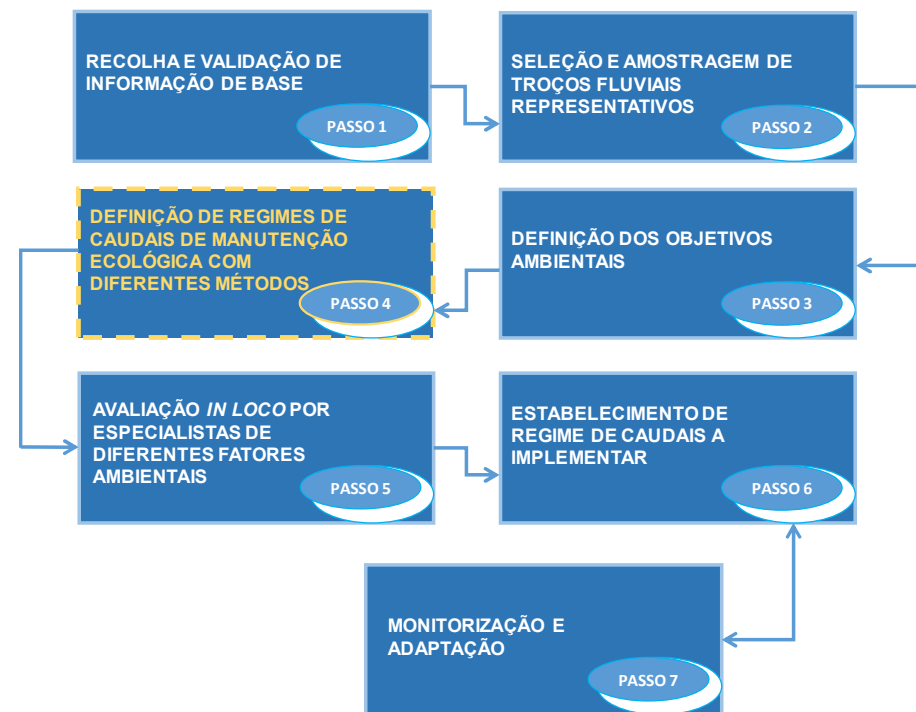 RECOLHA E VALIDAÇÃO DE
INFORMAÇÃO DE BASE
PASSO 1
SELEÇÃO E AMOSTRAGEM DE
TROÇOS FLUVIAIS
REPRESENTATIVOS
PASSO 2
DEFINIÇÃO DOS OBJETIVOS
AMBIENTAIS
PASSO 3
DEFINIÇÃO DE REGIMES DE
CAUDAIS DE MANUTENÇÃO
ECOLÓGICA COM
DIFERENTES MÉTODOS
PASSO 4
AVALIAÇÃO IN LOCO POR
ESPECIALISTAS DE
DIFERENTES FATORES
AMBIENTAIS
PASSO 5
ESTABELECIMENTO DE
REGIME DE CAUDAIS A
IMPLEMENTAR
PASSO 6
MONITORIZAÇÃO E
ADAPTAÇÃO
PASSO 7